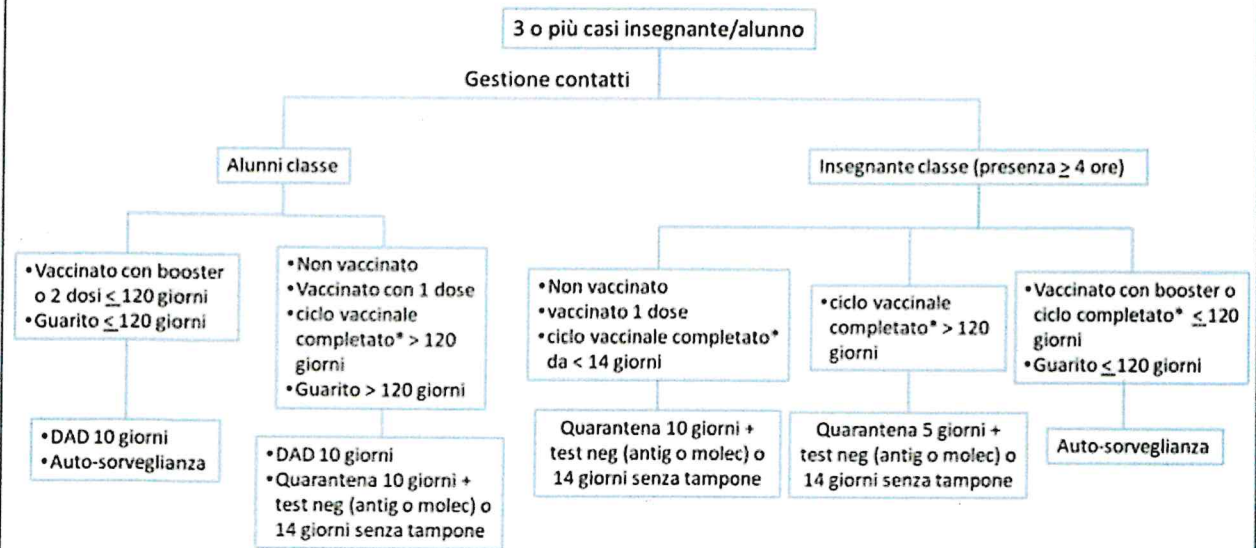 3 o più casi insegnante/alunno
Gestione contatti
Alunni classe
Insegnante classe (presenza ≥ 4 ore)
•Vaccinato con booster
o 2 dosi ≤ 120 giorni
•Guarito ≤ 120 giorni
•Non vaccinato
•Vaccinato con 1 dose
•ciclo vaccinale
completato* > 120
giorni
•Guarito > 120 giorni
•Non vaccinato
•vaccinato 1 dose
•ciclo vaccinale completato*
da < 14 giorni
•ciclo vaccinale
completato* > 120
giorni
•Vaccinato con booster o
ciclo completato* ≤ 120
giorni
•Guarito ≤ 120 giorni
•DAD 10 giorni
•Auto-sorveglianza
•DAD 10 giorni
•Quarantena 10 giorni +
test neg (antig o molec) o
14 giorni senza tampone
Quarantena 10 giorni +
test neg (antig o molec) o
14 giorni senza tampone
Quarantena 5 giorni +
test neg (antig o molec) o
14 giorni senza tampone
Auto-sorveglianza